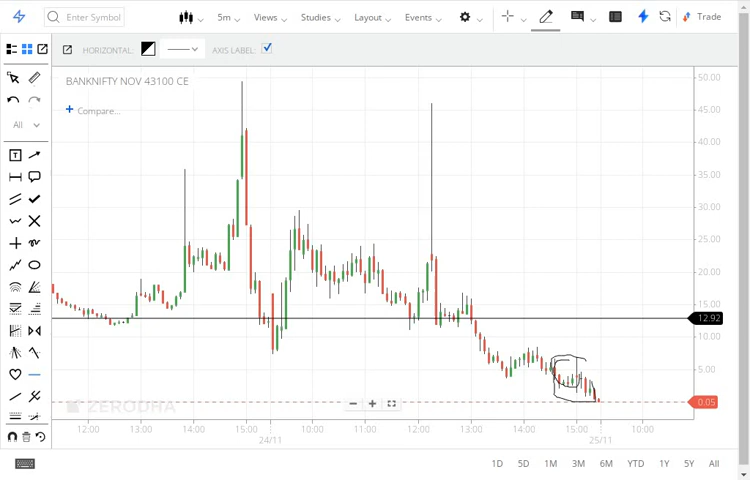 Enter Symbol 5m Views Studies Layout Events Trade
HORIZONTAL: AXIS LABEL:
BANKNIFTY NOV 43100 CE
Compare...
All
T
50.00
45.00
40.00
35.00
30.00
25.00
20.00
15.00
12.92
10.00
5.00
0.05
ZERODHA
12:00 13:00 14:00 15:00 10:00 11:00 12:00 13:00 14:00 15:00 10:00
24/11 25/11
1D 5D 1M 3M 6M YTD 1Y 5Y All